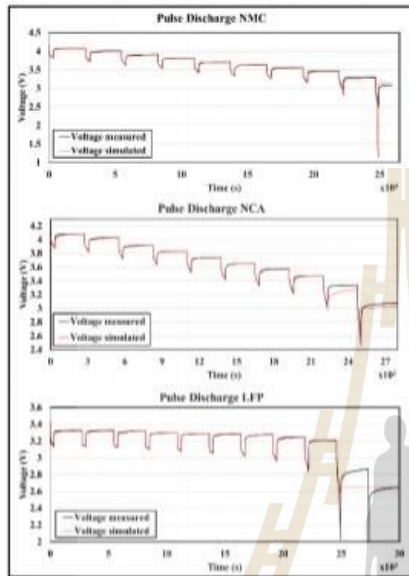 Pulse Discharge NMC
4.5
4
3.5
3
2.5
2
1.5
1
Voltage (V)
Voltage measured
Voltage simulated
0 5 10 15 20 25
Time (s)
x10³
Pulse Discharge NCA
4.2
4
3.8
3.6
3.4
3.2
3
2.8
2.6
2.4
Voltage (V)
Voltage measured
Voltage simulated
0 3 6 9 12 15 18 21 24 27
Time (s)
x10³
Pulse Discharge LFP
3.6
3.4
3.2
3
2.8
2.6
2.4
2.2
2
Voltage (V)
Voltage measured
Voltage simulated
0 5 10 15 20 25 30
Time (s)
x10³